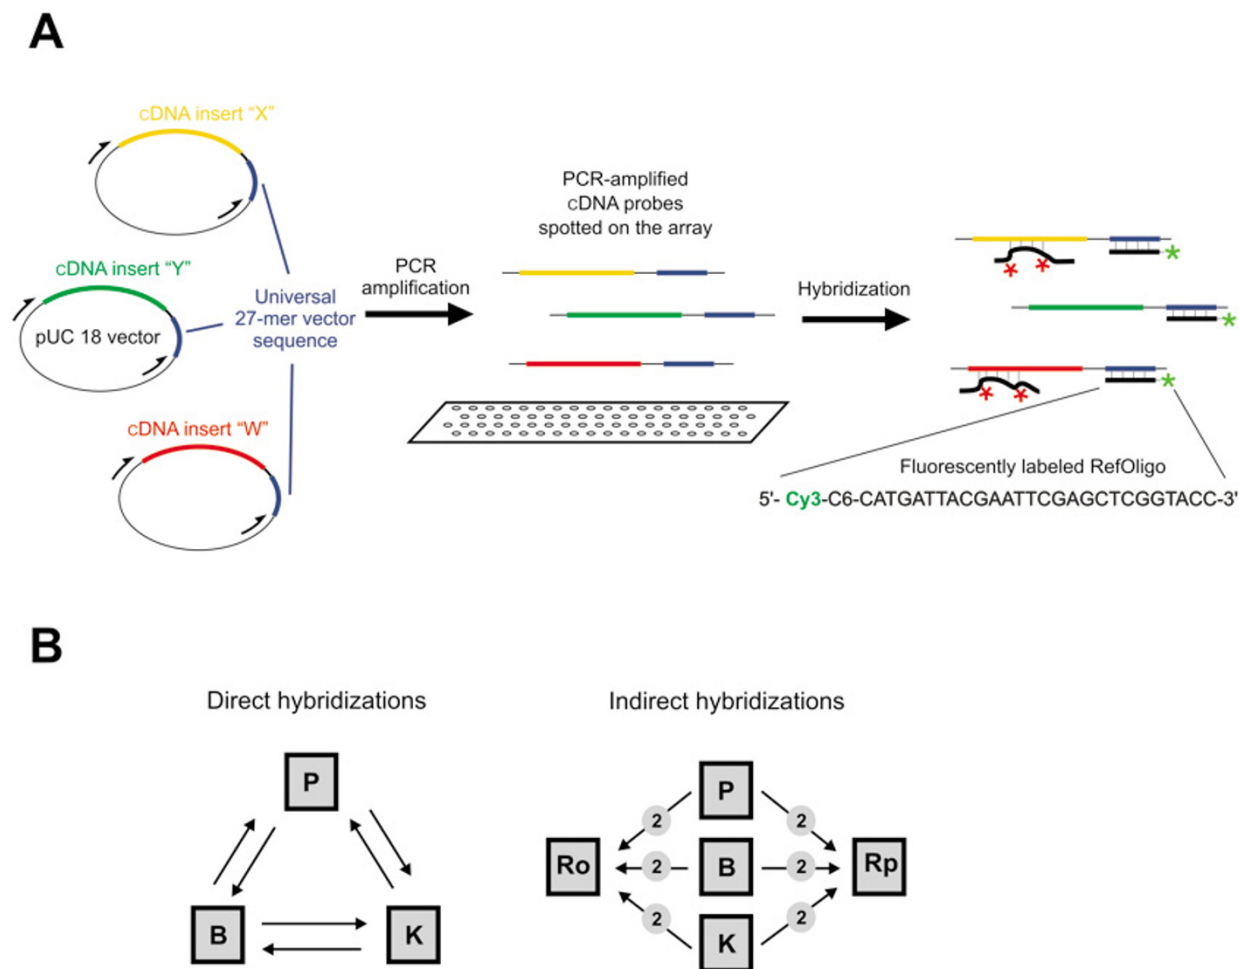 A
cDNA insert “X”
cDNA insert “Y”
pUC 18 vector
cDNA insert “W”
Universal
27-mer vector
sequence
PCR
amplification
PCR-amplified
cDNA probes
spotted on the array
Hybridization
Fluorescently labeled RefOligo
5'- Cy3-C6-CATGATTACGAATTCGAGCTCGGTACC-3'
B
Direct hybridizations
P
B
K
Indirect hybridizations
P
2
2
Ro
2
B
2
Rp
2
2
K